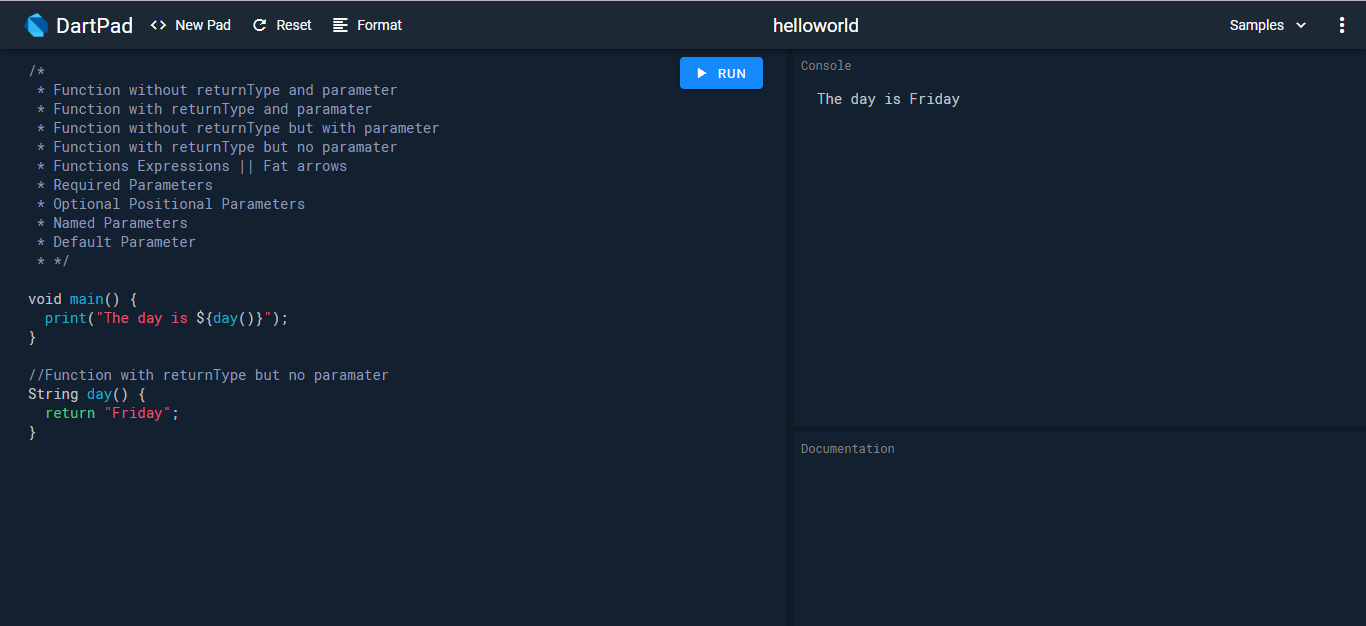 DartPad <> New Pad Reset Format helloworld Samples
/*
* Function without returnType and parameter
* Function with returnType and paramater
* Function without returnType but with parameter
* Function with returnType but no paramater
* Functions Expressions || Fat arrows
* Required Parameters
* Optional Positional Parameters
* Named Parameters
* Default Parameter
* */
void main() {
print("The day is ${day()}");
}
//Function with returnType but no paramater
String day() {
return "Friday";
}
RUN
Console
The day is Friday
Documentation